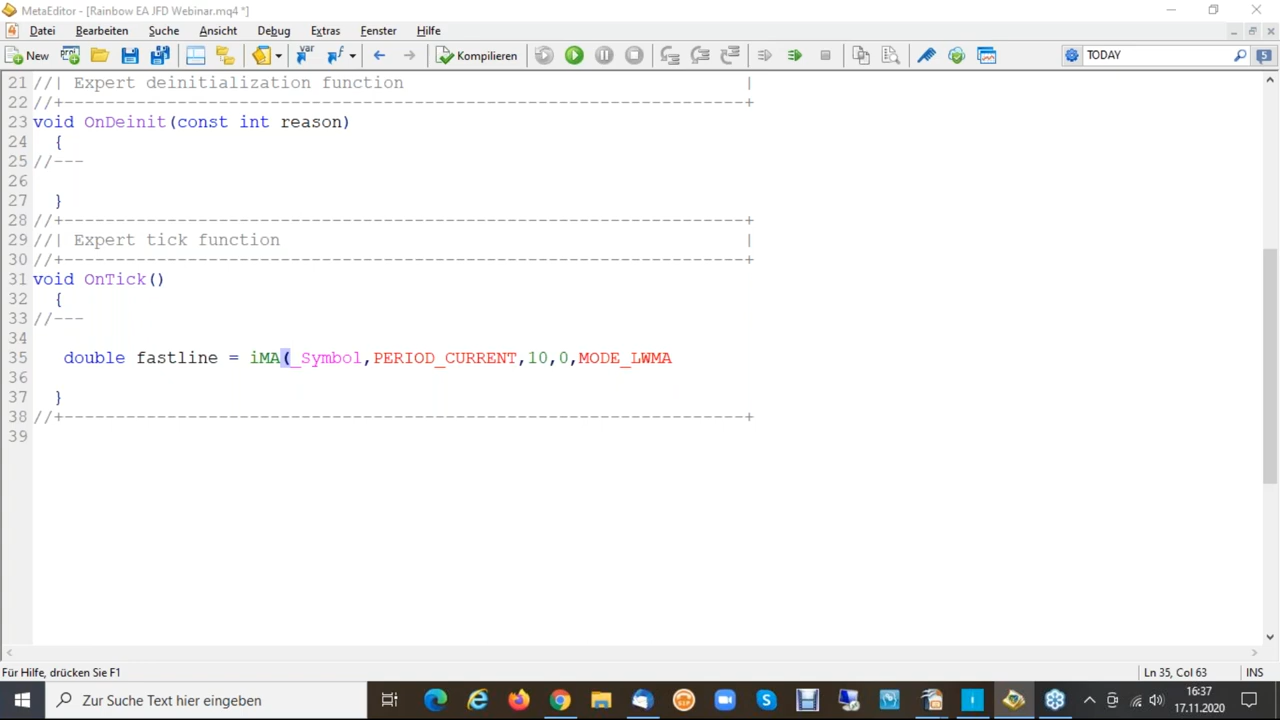 MetaEditor - [Rainbow EA JFD Webinar.mq4 *]
Datei Bearbeiten Suche Ansicht Debug Extras Fenster Hilfe
New var Kompilieren TODAY 5
21 //| Expert deinitialization function |
22 //+------------------------------------------------------------------+
23 void OnDeinit(const int reason)
24 {
25 //---
26
27 }
28 //+------------------------------------------------------------------+
29 //| Expert tick function |
30 //+------------------------------------------------------------------+
31 void OnTick()
32 {
33 //---
34
35 double fastline = iMA(_Symbol,PERIOD_CURRENT,10,0,MODE_LWMA
36
37 }
38 //+------------------------------------------------------------------+
39
Für Hilfe, drücken Sie F1 Ln 35, Col 63 INS
Zur Suche Text hier eingeben 16:37
17.11.2020